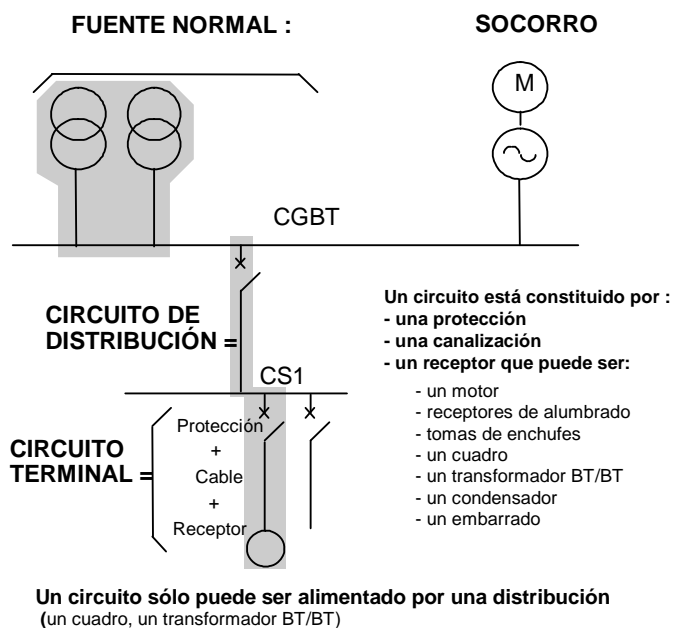 FUENTE NORMAL :
SOCORRO
M
CGBT
CIRCUITO DE
DISTRIBUCIÓN =
Un circuito está constituido por :
- una protección
- una canalización
- un receptor que puede ser:
- un motor
- receptores de alumbrado
- tomas de enchufes
- un cuadro
- un transformador BT/BT
- un condensador
- un embarrado
CS1
CIRCUITO
TERMINAL =
Protección
+
Cable
+
Receptor
Un circuito sólo puede ser alimentado por una distribución
(un cuadro, un transformador BT/BT)